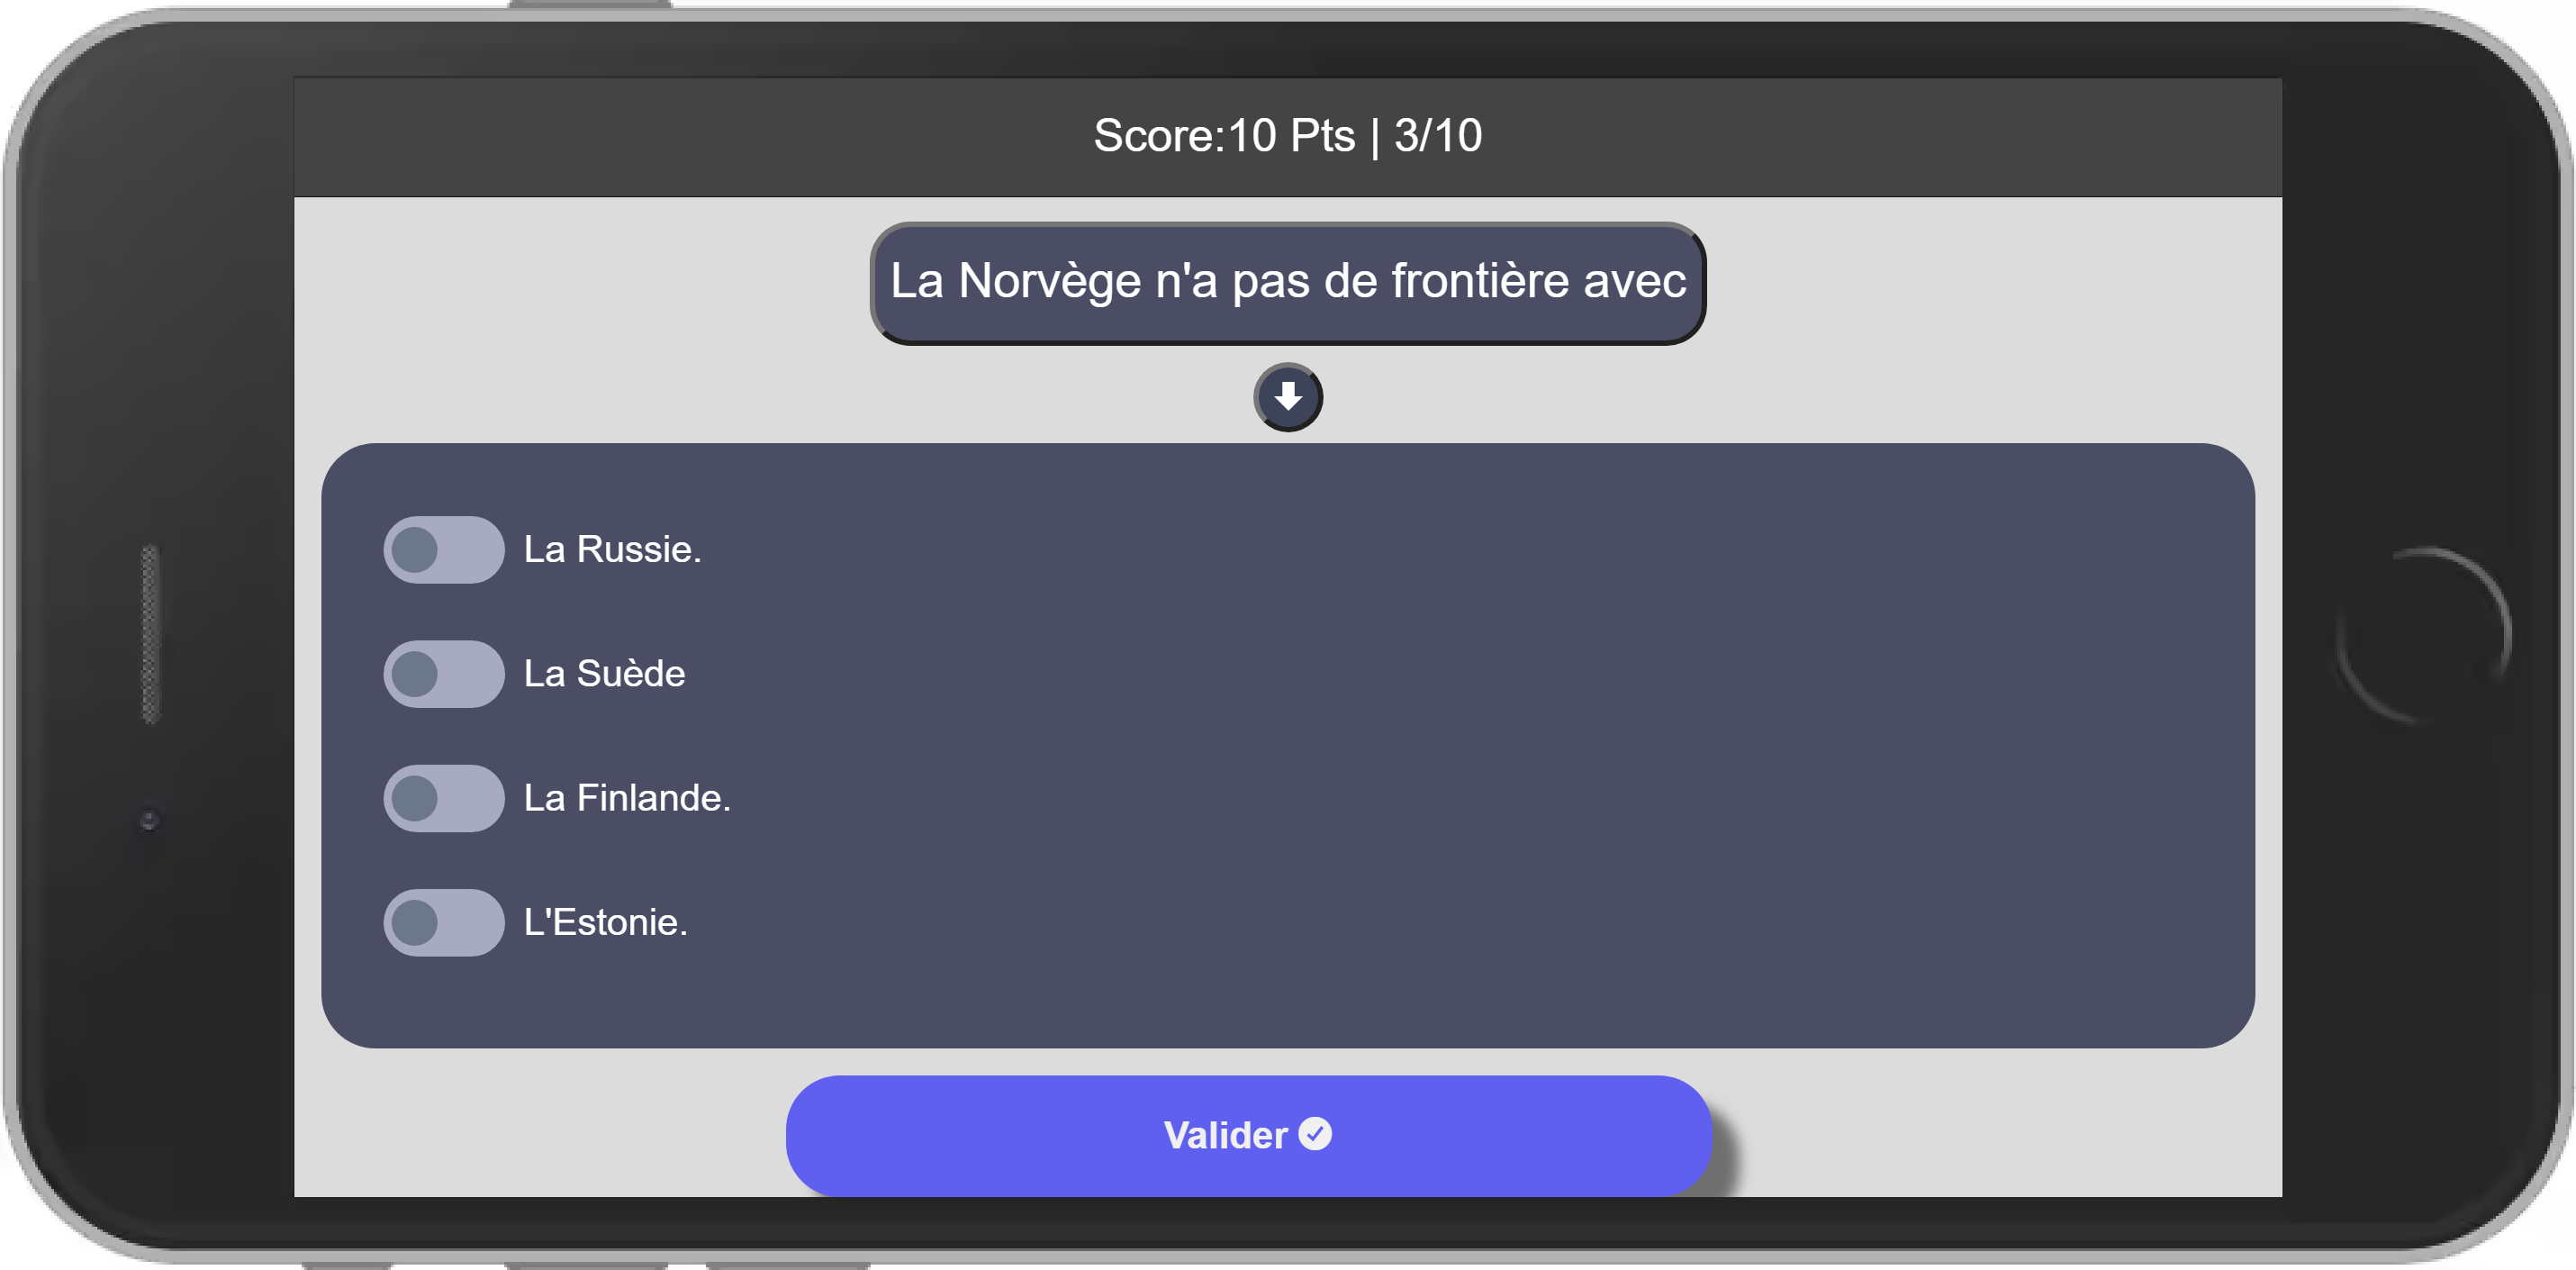 Score:10 Pts | 3/10
La Norvège n'a pas de frontière avec
La Russie.
La Suède
La Finlande.
L'Estonie.
Valider